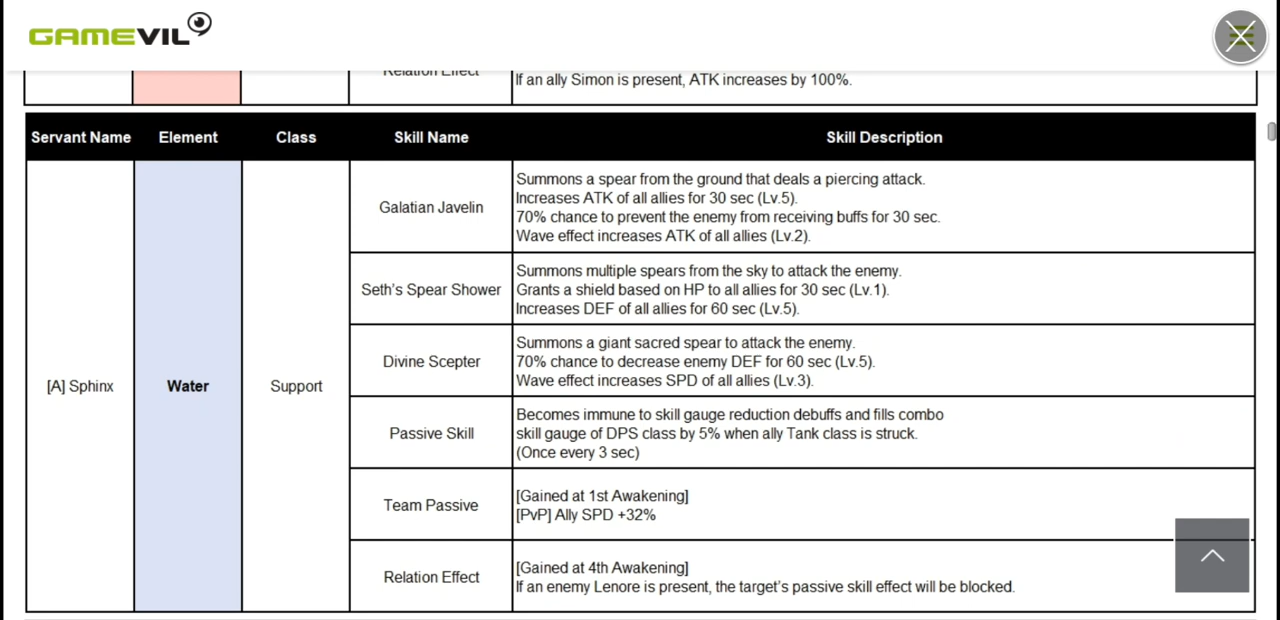 GAMEVIL
Relation Effect
If an ally Simon is present, ATK increases by 100%.
Servant Name Element Class Skill Name Skill Description
[A] Sphinx
Water
Support
Galatian Javelin
Summons a spear from the ground that deals a piercing attack.
Increases ATK of all allies for 30 sec (Lv.5).
70% chance to prevent the enemy from receiving buffs for 30 sec.
Wave effect increases ATK of all allies (Lv.2).
Seth's Spear Shower
Summons multiple spears from the sky to attack the enemy.
Grants a shield based on HP to all allies for 30 sec (Lv.1).
Increases DEF of all allies for 60 sec (Lv.5).
Divine Scepter
Summons a giant sacred spear to attack the enemy.
70% chance to decrease enemy DEF for 60 sec (Lv.5).
Wave effect increases SPD of all allies (Lv.3).
Passive Skill
Becomes immune to skill gauge reduction debuffs and fills combo
skill gauge of DPS class by 5% when ally Tank class is struck.
(Once every 3 sec)
Team Passive
[Gained at 1st Awakening]
[PvP] Ally SPD +32%
Relation Effect
[Gained at 4th Awakening]
If an enemy Lenore is present, the target's passive skill effect will be blocked.